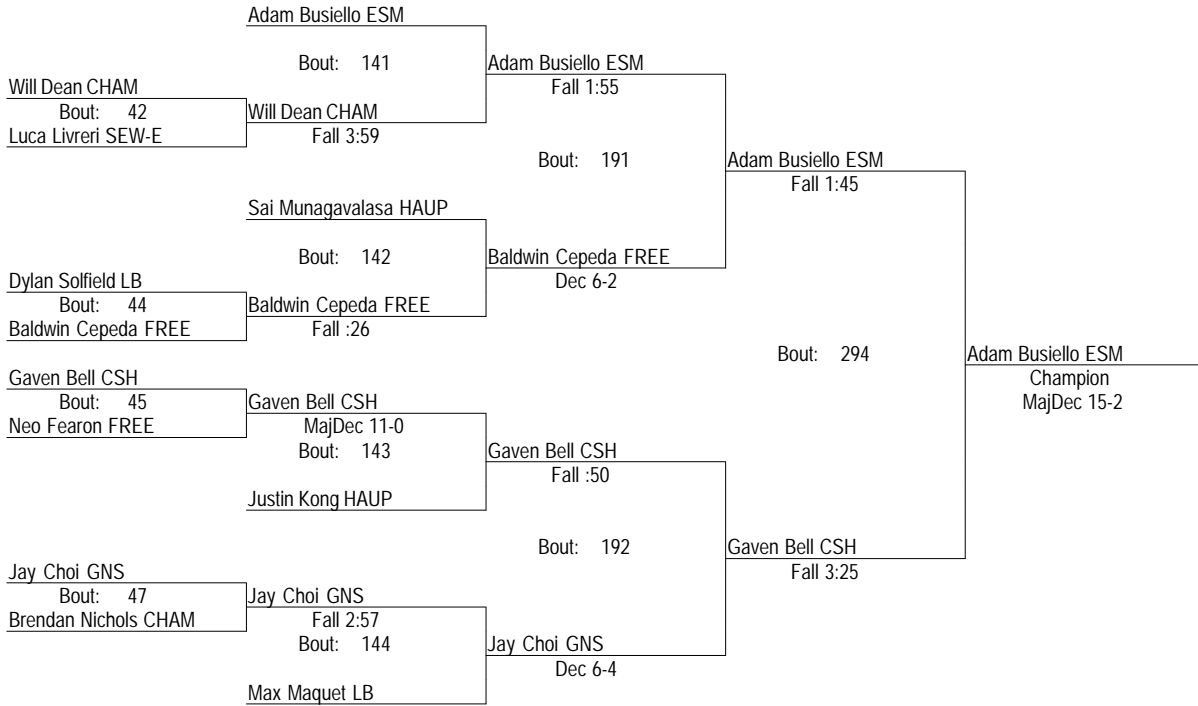 Adam Busiello ESM
Bout: 141
Adam Busiello ESM
Fall 1:55
Will Dean CHAM
Bout: 42
Luca Livreri SEW-E
Will Dean CHAM
Fall 3:59
Bout: 191
Adam Busiello ESM
Fall 1:45
Sai Munagavalasa HAUP
Bout: 142
Baldwin Cepeda FREE
Dec 6-2
Dylan Solfield LB
Bout: 44
Baldwin Cepeda FREE
Baldwin Cepeda FREE
Fall :26
Bout: 294
Adam Busiello ESM
Champion
MajDec 15-2
Gaven Bell CSH
Bout: 45
Neo Fearon FREE
Gaven Bell CSH
MajDec 11-0
Bout: 143
Gaven Bell CSH
Fall :50
Justin Kong HAUP
Bout: 192
Gaven Bell CSH
Fall 3:25
Jay Choi GNS
Bout: 47
Brendan Nichols CHAM
Jay Choi GNS
Fall 2:57
Bout: 144
Jay Choi GNS
Dec 6-4
Max Maquet LB